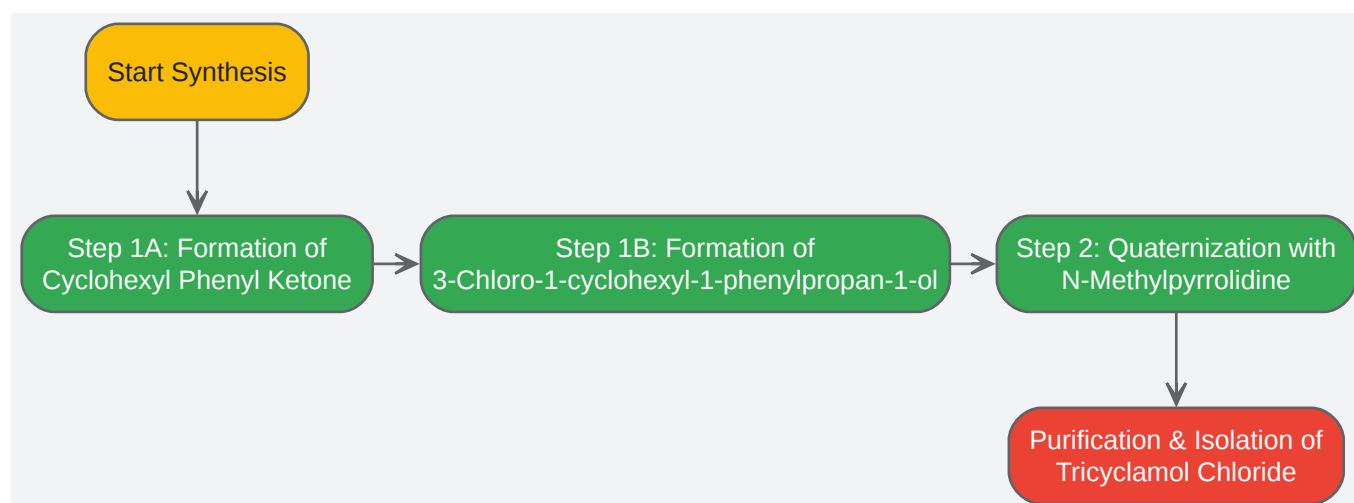 Start Synthesis
Step 1A: Formation of
Cyclohexyl Phenyl Ketone
Step 1B: Formation of
3-Chloro-1-cyclohexyl-1-phenylpropan-1-ol
Step 2: Quaternization with
N-Methylpyrrolidine
Purification & Isolation of
Tricyclamol Chloride